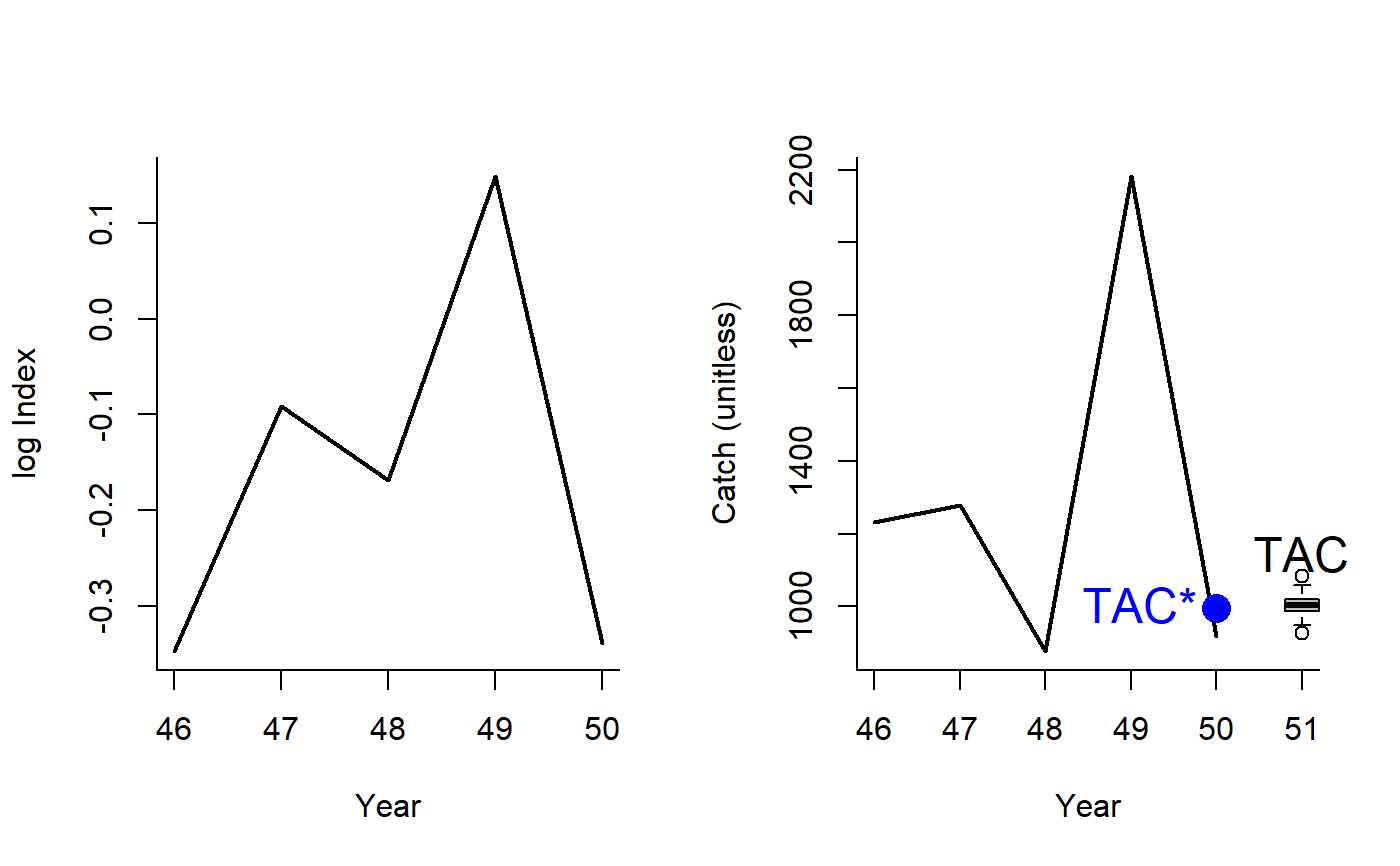 log Index
0.1
0.0
-0.1
-0.2
-0.3
46 47 48 49 50
Year
Catch (unitless)
2200
1800
1400
1000
TAC*
TAC
46 47 48 49 50 51
Year